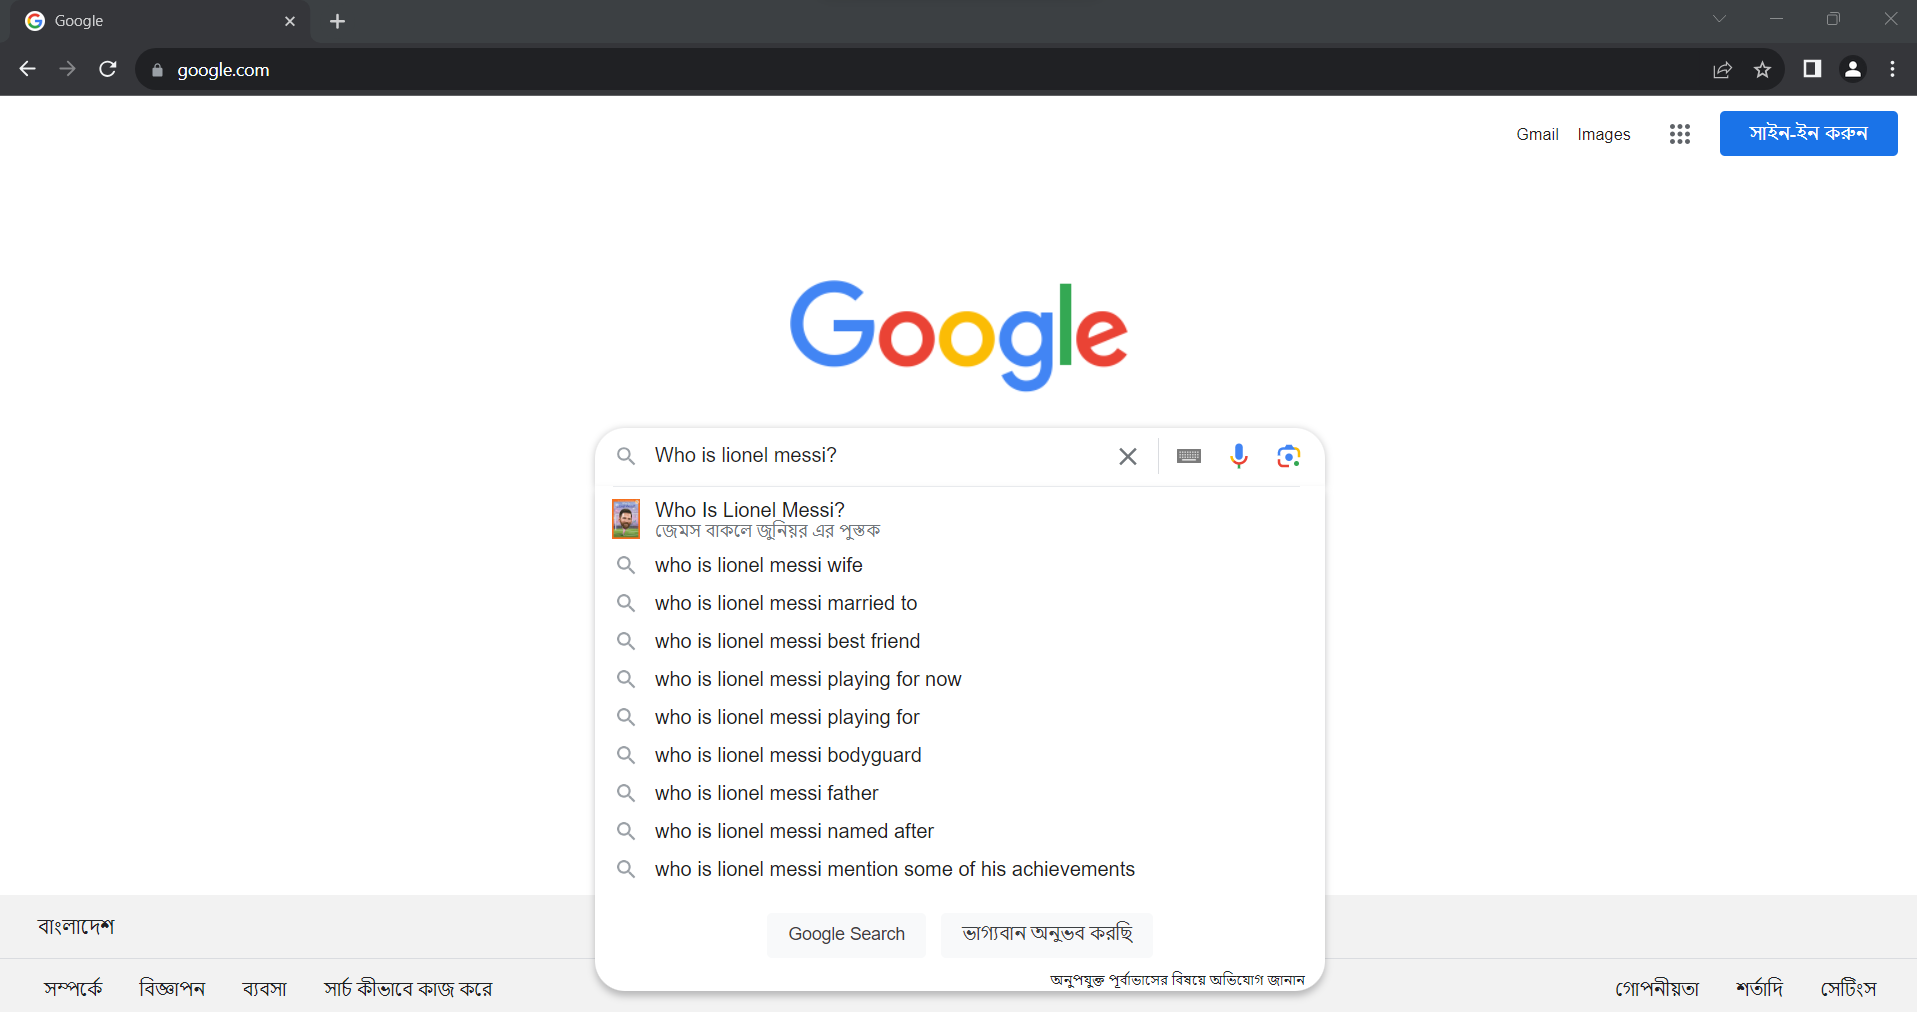 Google
google.com
Gmail Images সাইন-ইন করুন
Google
Who is lionel messi?
Who Is Lionel Messi?
জেমস বাকলে জুনিয়র এর পুস্তক
who is lionel messi wife
who is lionel messi married to
who is lionel messi best friend
who is lionel messi playing for now
who is lionel messi playing for
who is lionel messi bodyguard
who is lionel messi father
who is lionel messi named after
who is lionel messi mention some of his achievements
Google Search ভাগ্যবান অনুভব করছি
অনুপযুক্ত পূর্বাভাসের বিষয়ে অভিযোগ জানান
বাংলাদেশ
সম্পর্কে বিজ্ঞাপন ব্যবসা সার্চ কীভাবে কাজ করে গোপনীয়তা শর্তাদি সেটিংস